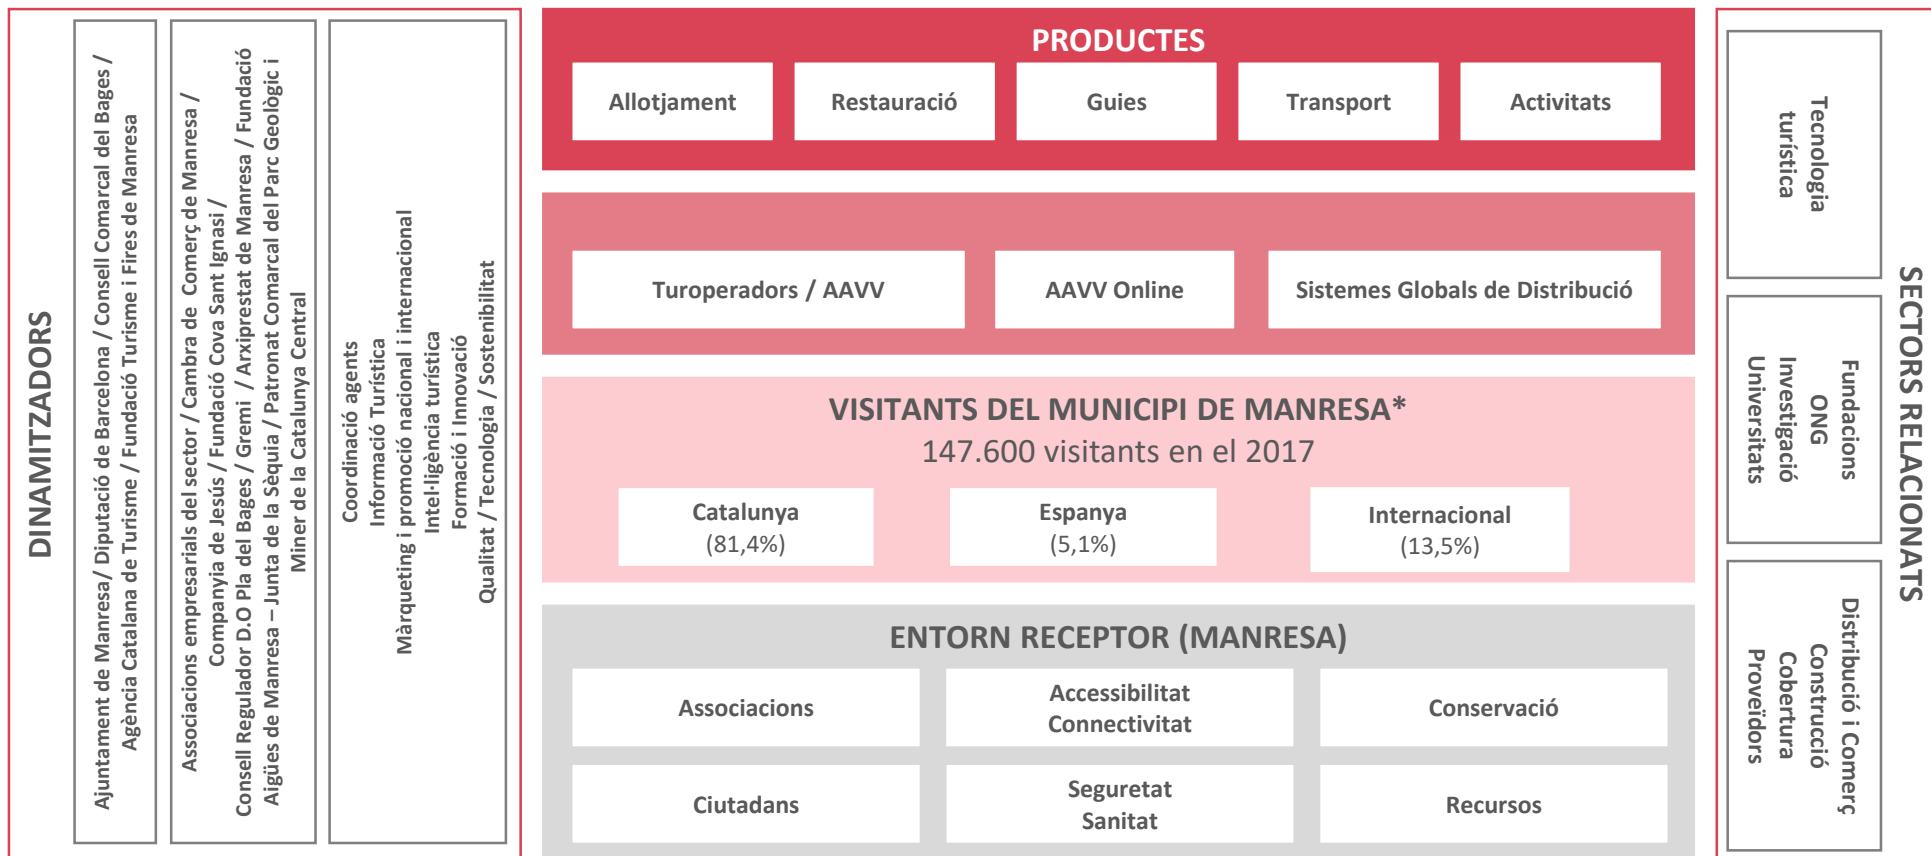 DINAMITZADORS
Ajuntament de Manresa/ Diputació de Barcelona / Consell Comarcal del Bages /
Agència Catalana de Turisme / Fundació Turisme i Fires de Manresa
Associacions empresarials del sector / Cambra de Comerç de Manresa /
Companyia de Jesús / Fundació Cova Sant Ignasi /
Consell Regulador D.O Pla del Bages / Gremi / Arxiprestat de Manresa / Fundació
Aigües de Manresa – Junta de la Sèquia / Patronat Comarcal del Parc Geològic i
Miner de la Catalunya Central
Coordinació agents
Informació Turística
Màrqueting i promoció nacional i internacional
Intel·ligència turística
Formació i Innovació
Qualitat / Tecnologia / Sostenibilitat
PRODUCTES
Allotjament
Restauració
Guies
Transport
Activitats
Turoperadors / AAVV
AAVV Online
Sistemes Globals de Distribució
VISITANTS DEL MUNICIPI DE MANRESA*
147.600 visitants en el 2017
Catalunya
(81,4%)
Espanya
(5,1%)
Internacional
(13,5%)
ENTORN RECEPTOR (MANRESA)
Associacions
Accessibilitat
Connectivitat
Conservació
Ciutadans
Seguretat
Sanitat
Recursos
SECTORS RELACIONATS
Tecnologia
turística
Fundacions
ONG
Investigació
Universitats
Distribució i Comerç
Construcció
Cobertura
Proveïdors